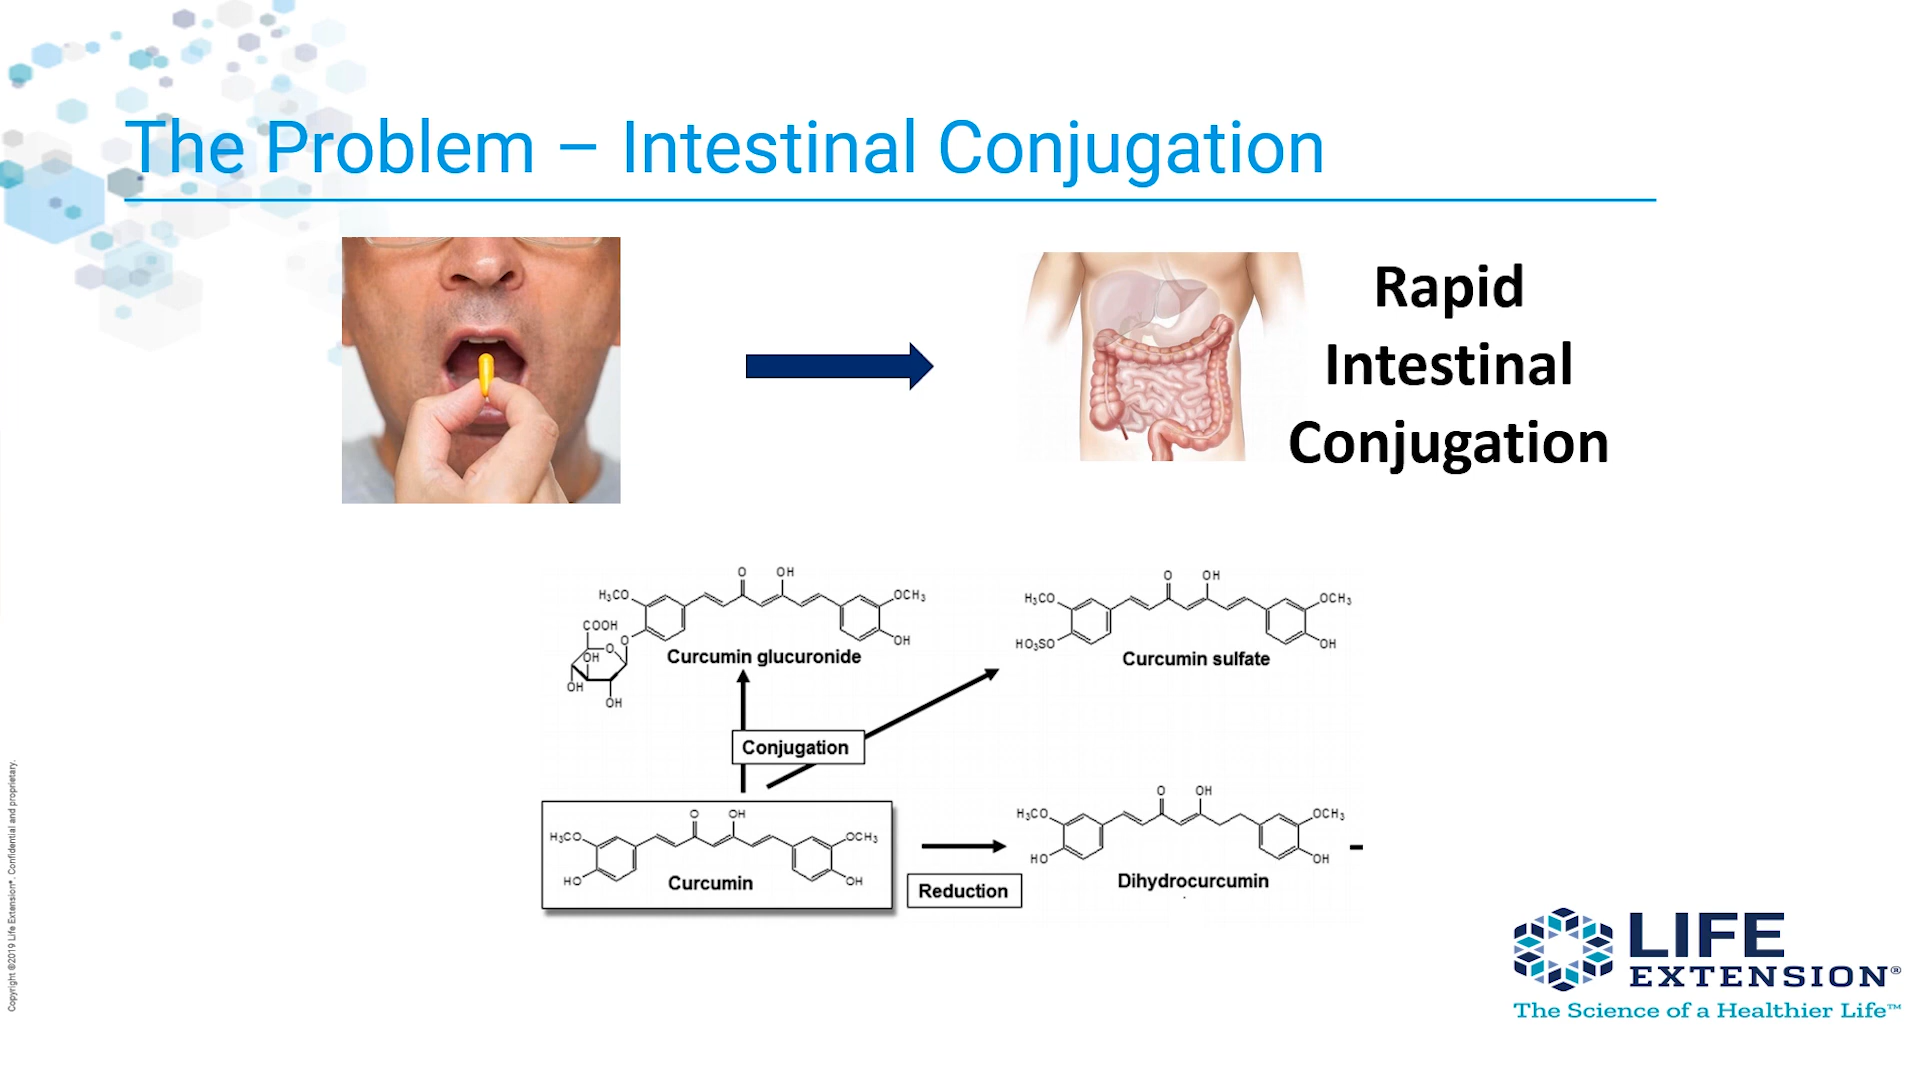 The Problem – Intestinal Conjugation
Rapid
Intestinal
Conjugation
O OH
H₃CO OCH₃
COOH
O O
OH OH
Curcumin glucuronide
OH
OH
O OH
H₃CO OCH₃
HO₃SO OH
Curcumin sulfate
Conjugation
O OH
H₃CO OCH₃
HO OH
Curcumin
Reduction
O OH
H₃CO OCH₃
HO OH
Dihydrocurcumin
Copyright ©2019 Life Extension®. Confidential and proprietary.
LIFE
EXTENSION®
The Science of a Healthier Life™